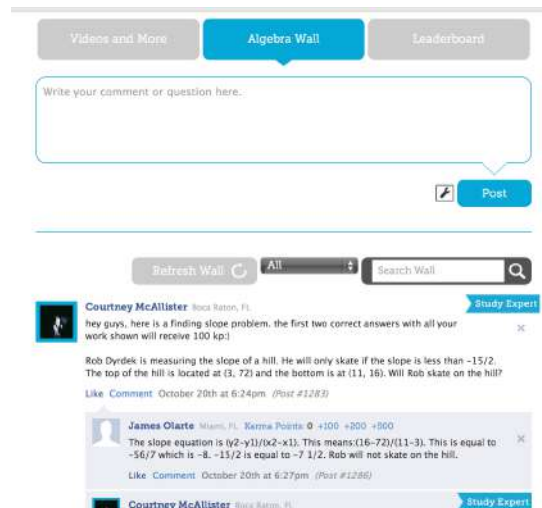 Videos and More
Algebra Wall
Leaderboard
Write your comment or question here.
Post
Refresh Wall
All
Search Wall
Study Expert
Courtney McAllister Boca Raton, FL
hey guys, here is a finding slope problem. the first two correct answers with all your
work shown will receive 100 kp:)
Rob Dyrdek is measuring the slope of a hill. He will only skate if the slope is less than -15/2.
The top of the hill is located at (3, 72) and the bottom is at (11, 16). Will Rob skate on the hill?
Like Comment October 20th at 6:24pm (Post #1283)
James Olarte Miami, FL Karma Points: 0 +100 +200 +500
The slope equation is (y2-y1)/(x2-x1). This means:(16-72)/(11-3). This is equal to
-56/7 which is -8. -15/2 is equal to -7 1/2. Rob will not skate on the hill.
Like Comment October 20th at 6:27pm (Post #1286)
Courtney McAllister Boca Raton, FL
Study Expert